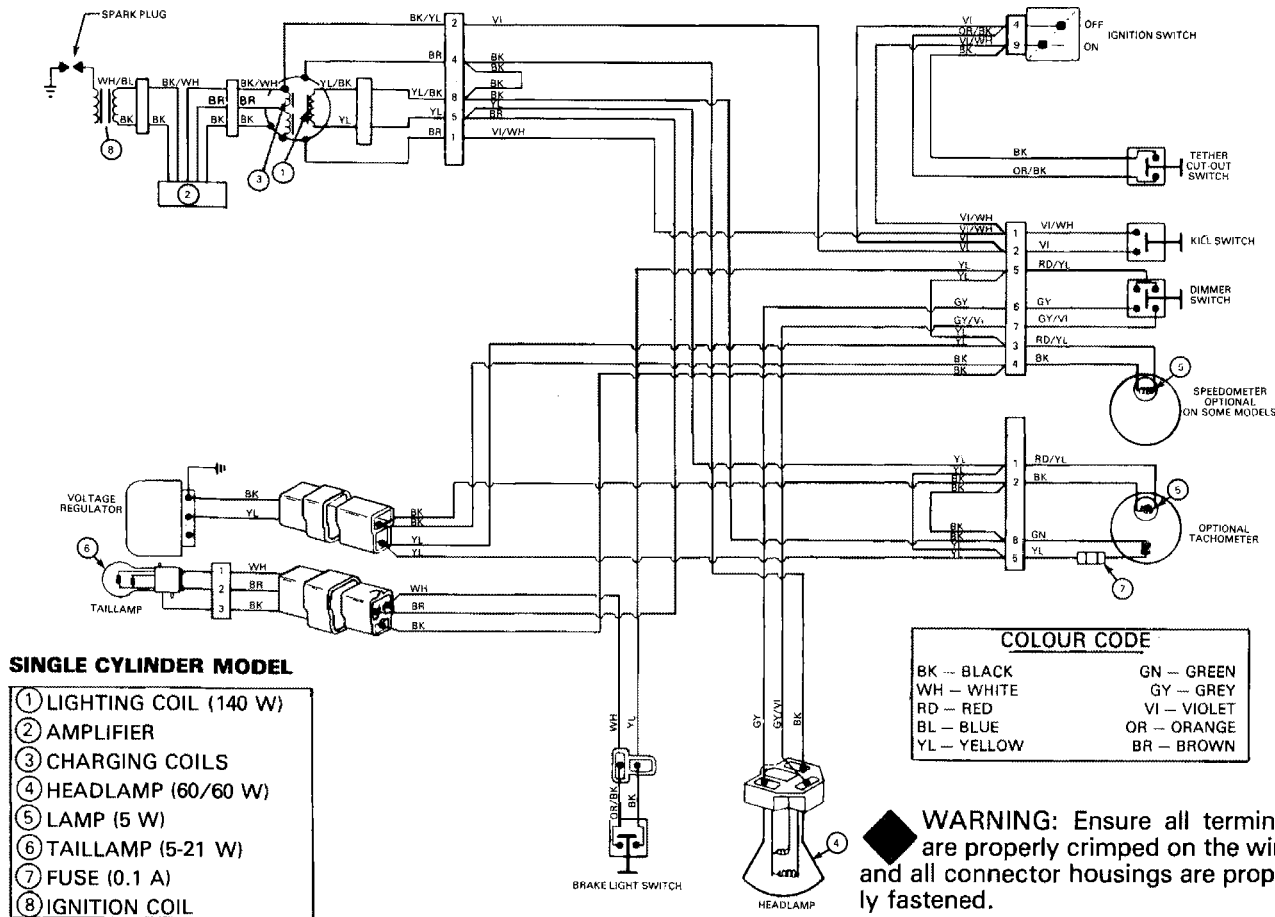 SPARK PLUG
WH/BL
BK/WH
BK/WH
BK/YL
2
VI
BR
4
BK
BK
YL/BK
BR
BR
YL/BK
8
BK
BK
YL
BK
BK
BK
YL
YL
5
BR
BR
1
VI/WH
8
2
3
1
VI
4
OFF
OR/BK
VI/WH
9
ON
BK
IGNITION SWITCH
BK
OR/BK
TETHER
CUT-OUT
SWITCH
VI/WH
VI/WH
1
VI/WH
VI
VI
2
VI
KILL SWITCH
YL
YL
5
RD/YL
DIMMER
SWITCH
GY
6
GY
GY/VI
7
GY/VI
YL
YL
3
RD/YL
BK
BK
4
BK
5
SPEEDOMETER
OPTIONAL
ON SOME MODELS
YL
YL
1
RD/YL
BK
BK
2
BK
5
OPTIONAL
TACHOMETER
BK
BK
8
GN
YL
YL
YL
7
VOLTAGE
REGULATOR
BK
YL
BK
BK
YL
YL
6
TAILLAMP
1
WH
2
BR
3
BK
WH
BR
BK
WH
YL
OR/BK
BK
BRAKE LIGHT SWITCH
GY
GY/VI
BK
4
HEADLAMP
SINGLE CYLINDER MODEL
1 LIGHTING COIL (140 W)
2 AMPLIFIER
3 CHARGING COILS
4 HEADLAMP (60/60 W)
5 LAMP (5 W)
6 TAILLAMP (5-21 W)
7 FUSE (0.1 A)
8 IGNITION COIL
COLOUR CODE
BK — BLACK GN — GREEN
WH — WHITE GY — GREY
RD — RED VI — VIOLET
BL — BLUE OR — ORANGE
YL — YELLOW BR — BROWN
WARNING: Ensure all termin
are properly crimped on the wi
and all connector housings are prop
ly fastened.